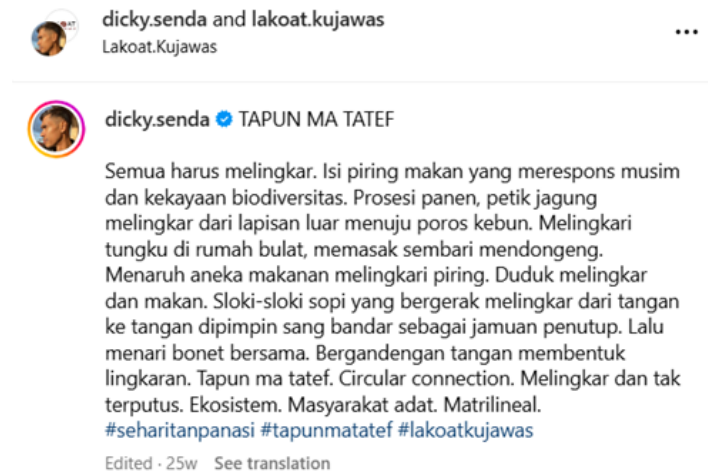 dicky.senda and lakoat.kujawas
Lakoat.Kujawas
dicky.senda TAPUN MA TATEF
Semua harus melingkar. Isi piring makan yang merespons musim
dan kekayaan biodiversitas. Prosesi panen, petik jagung
melingkar dari lapisan luar menuju poros kebun. Melingkari
tungku di rumah bulat, memasak sembari mendongeng.
Menaruh aneka makanan melingkari piring. Duduk melingkar
dan makan. Sloki-sloki sopi yang bergerak melingkar dari tangan
ke tangan dipimpin sang bandar sebagai jamuan penutup. Lalu
menari bonet bersama. Bergandengan tangan membentuk
lingkaran. Tapun ma tatef. Circular connection. Melingkar dan tak
terputus. Ekosistem. Masyarakat adat. Matrilineal.
#seharitanpanasi #tapunmatatef #lakoatkujawas
Edited · 25w See translation